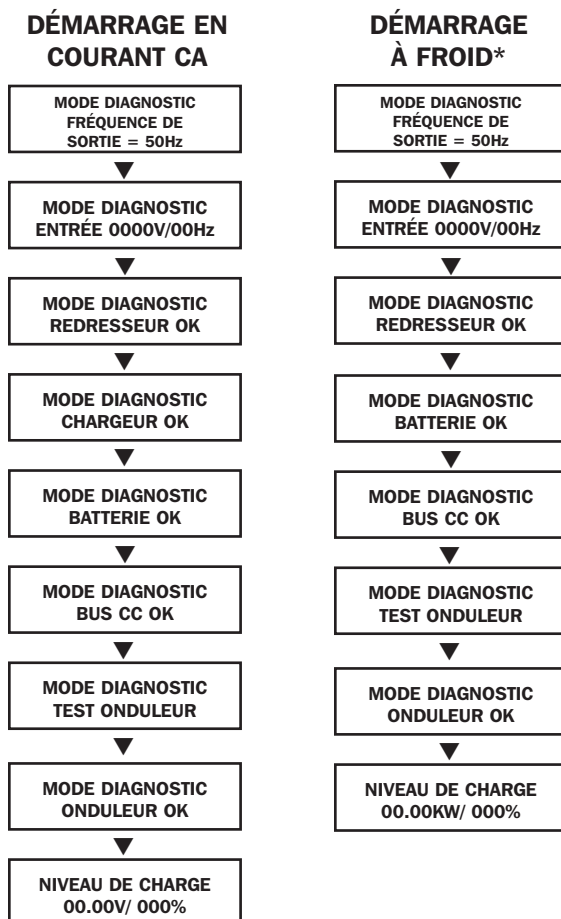 DÉMARRAGE EN
COURANT CA
MODE DIAGNOSTIC
FRÉQUENCE DE
SORTIE = 50Hz
MODE DIAGNOSTIC
ENTRÉE 0000V/00Hz
MODE DIAGNOSTIC
REDRESSEUR OK
MODE DIAGNOSTIC
CHARGEUR OK
MODE DIAGNOSTIC
BATTERIE OK
MODE DIAGNOSTIC
BUS CC OK
MODE DIAGNOSTIC
TEST ONDULEUR
MODE DIAGNOSTIC
ONDULEUR OK
NIVEAU DE CHARGE
00.00V/ 000%
DÉMARRAGE
À FROID*
MODE DIAGNOSTIC
FRÉQUENCE DE
SORTIE = 50Hz
MODE DIAGNOSTIC
ENTRÉE 0000V/00Hz
MODE DIAGNOSTIC
REDRESSEUR OK
MODE DIAGNOSTIC
BATTERIE OK
MODE DIAGNOSTIC
BUS CC OK
MODE DIAGNOSTIC
TEST ONDULEUR
MODE DIAGNOSTIC
ONDULEUR OK
NIVEAU DE CHARGE
00.00KW/ 000%